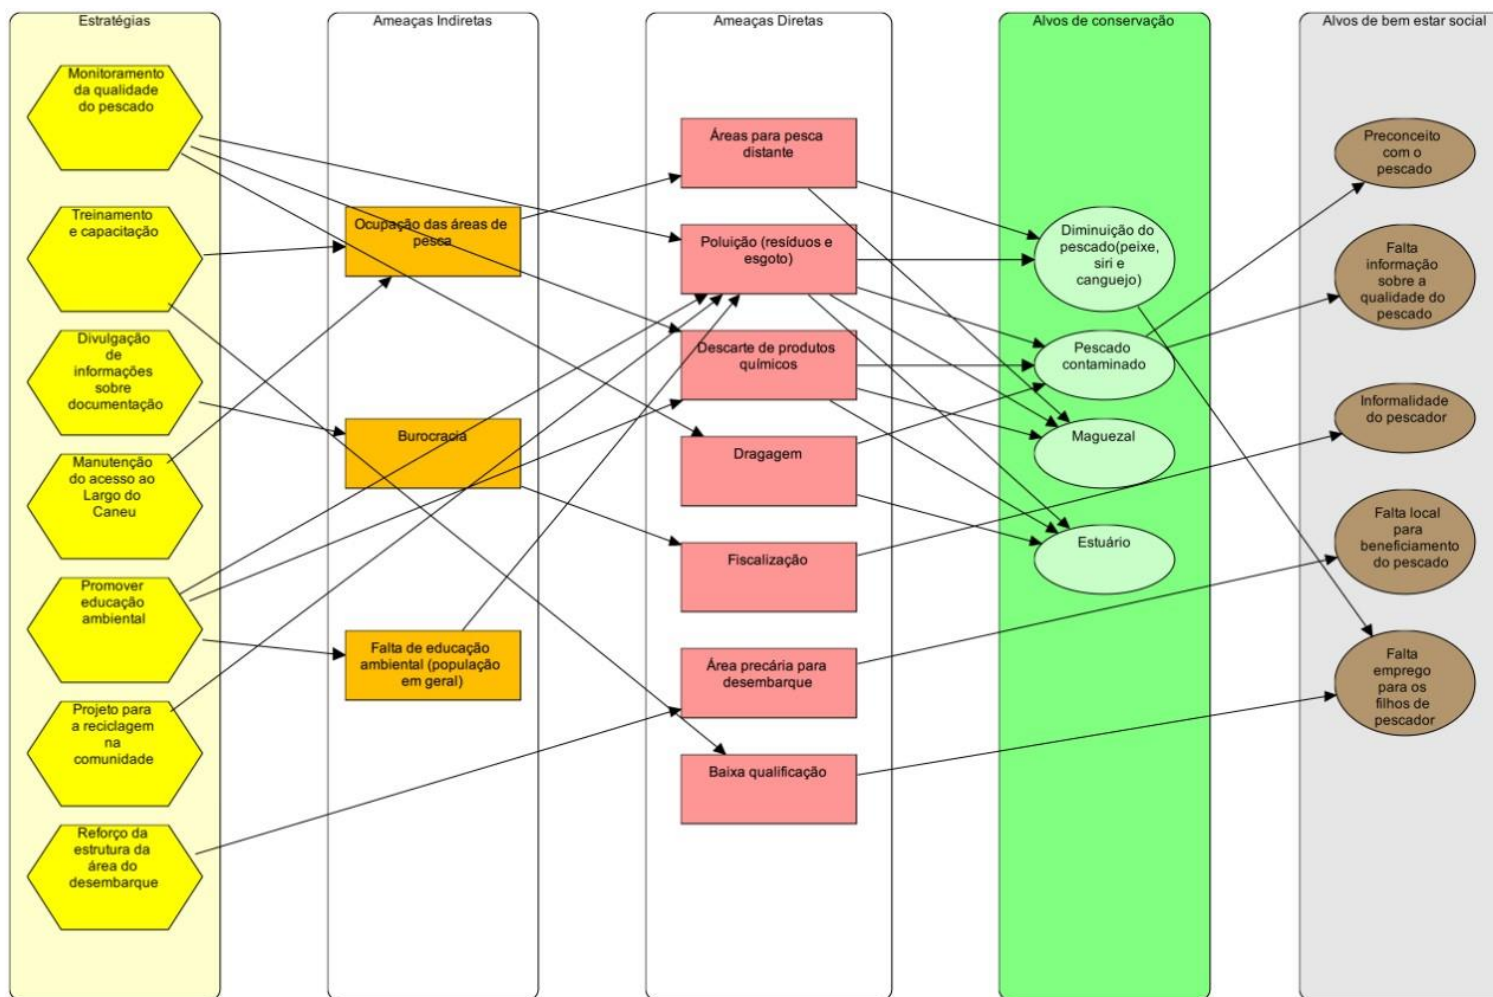 Estratégias
Monitoramento
da qualidade
do pescado
Treinamento
e capacitação
Divulgação
de
informações
sobre
documentação
Manutenção
do acesso ao
Largo do
Caneu
Promover
educação
ambiental
Projeto para
a reciclagem
na
comunidade
Reforço da
estrutura da
área do
desembarque
Ameaças Indiretas
Ocupação das áreas de
pesca
Burocracia
Falta de educação
ambiental (população
em geral)
Ameaças Diretas
Áreas para pesca
distante
Poluição (resíduos e
esgoto)
Descarte de produtos
químicos
Dragagem
Fiscalização
Área precária para
desembarque
Baixa qualificação
Alvos de conservação
Diminuição do
pescado(peixe,
siri e
canguejo)
Pescado
contaminado
Maguezal
Estuário
Alvos de bem estar social
Preconceito
com o
pescado
Falta
informação
sobre a
qualidade do
pescado
Informalidade
do pescador
Falta local
para
beneficiamento
do pescado
Falta
emprego
para os
filhos de
pescador